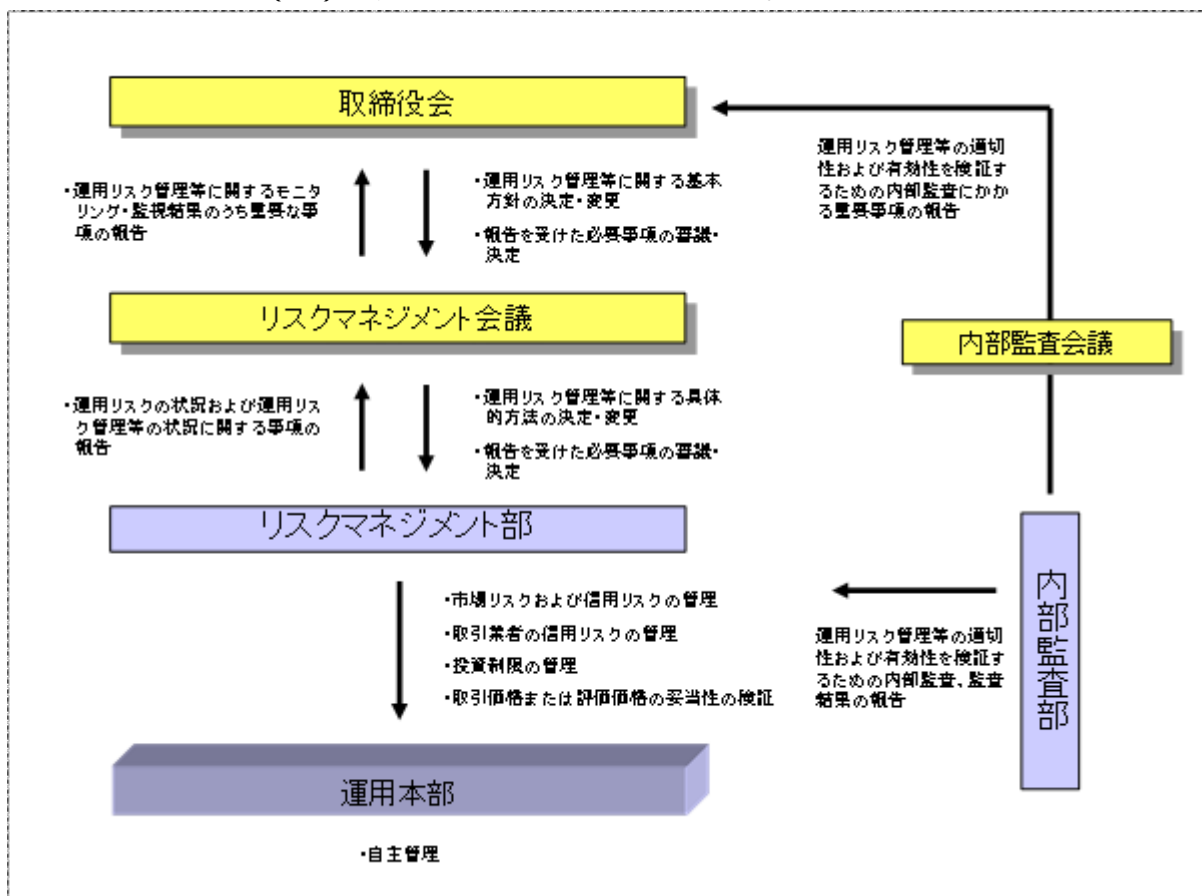 取締役会
・運用リスク管理等に関するモニタ
リング・監視結果のうち重要な事
項の報告
・運用リスク管理等に関する基本
方針の決定・変更
・報告を受けた必要事項の審議・
決定
運用リスク管理等の適切
性および有効性を検証す
るための内部監査にかか
る重要事項の報告
リスクマネジメント会議
内部監査会議
・運用リスクの状況および運用リス
ク管理等の状況に関する事項の
報告
・運用リスク管理等に関する具体
的方法の決定・変更
・報告を受けた必要事項の審議・
決定
リスクマネジメント部
内部監査部
・市場リスクおよび信用リスクの管理
・取引業者の信用リスクの管理
・投資制限の管理
・取引価格または評価価格の妥当性の検証
運用リスク管理等の適切
性および有効性を検証す
るための内部監査、監査
結果の報告
運用本部
・自主管理